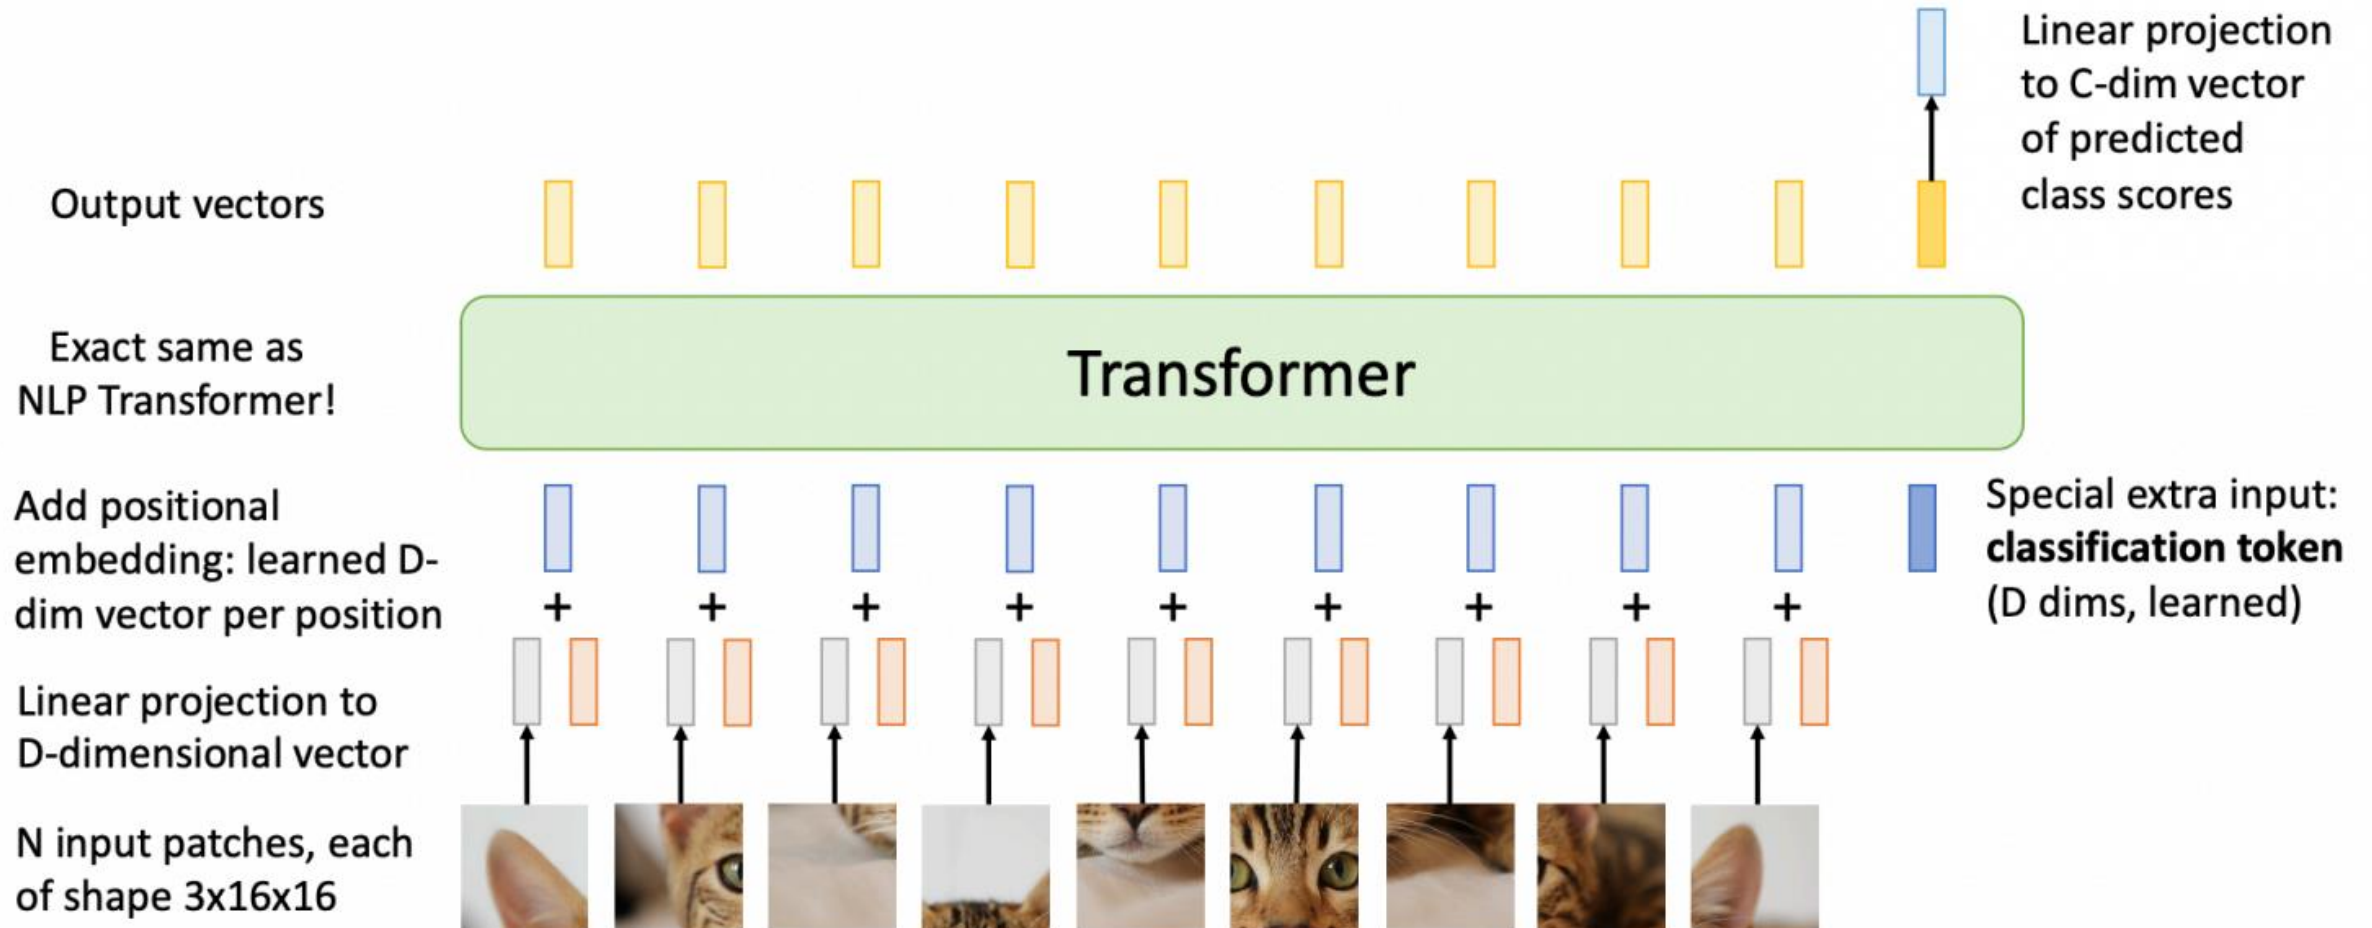 Linear projection
to C-dim vector
of predicted
class scores
Output vectors
Exact same as
NLP Transformer!
Transformer
Add positional
embedding: learned D-
dim vector per position
+ + + + + + + + +
Special extra input:
classification token
(D dims, learned)
Linear projection to
D-dimensional vector
N input patches, each
of shape 3x16x16